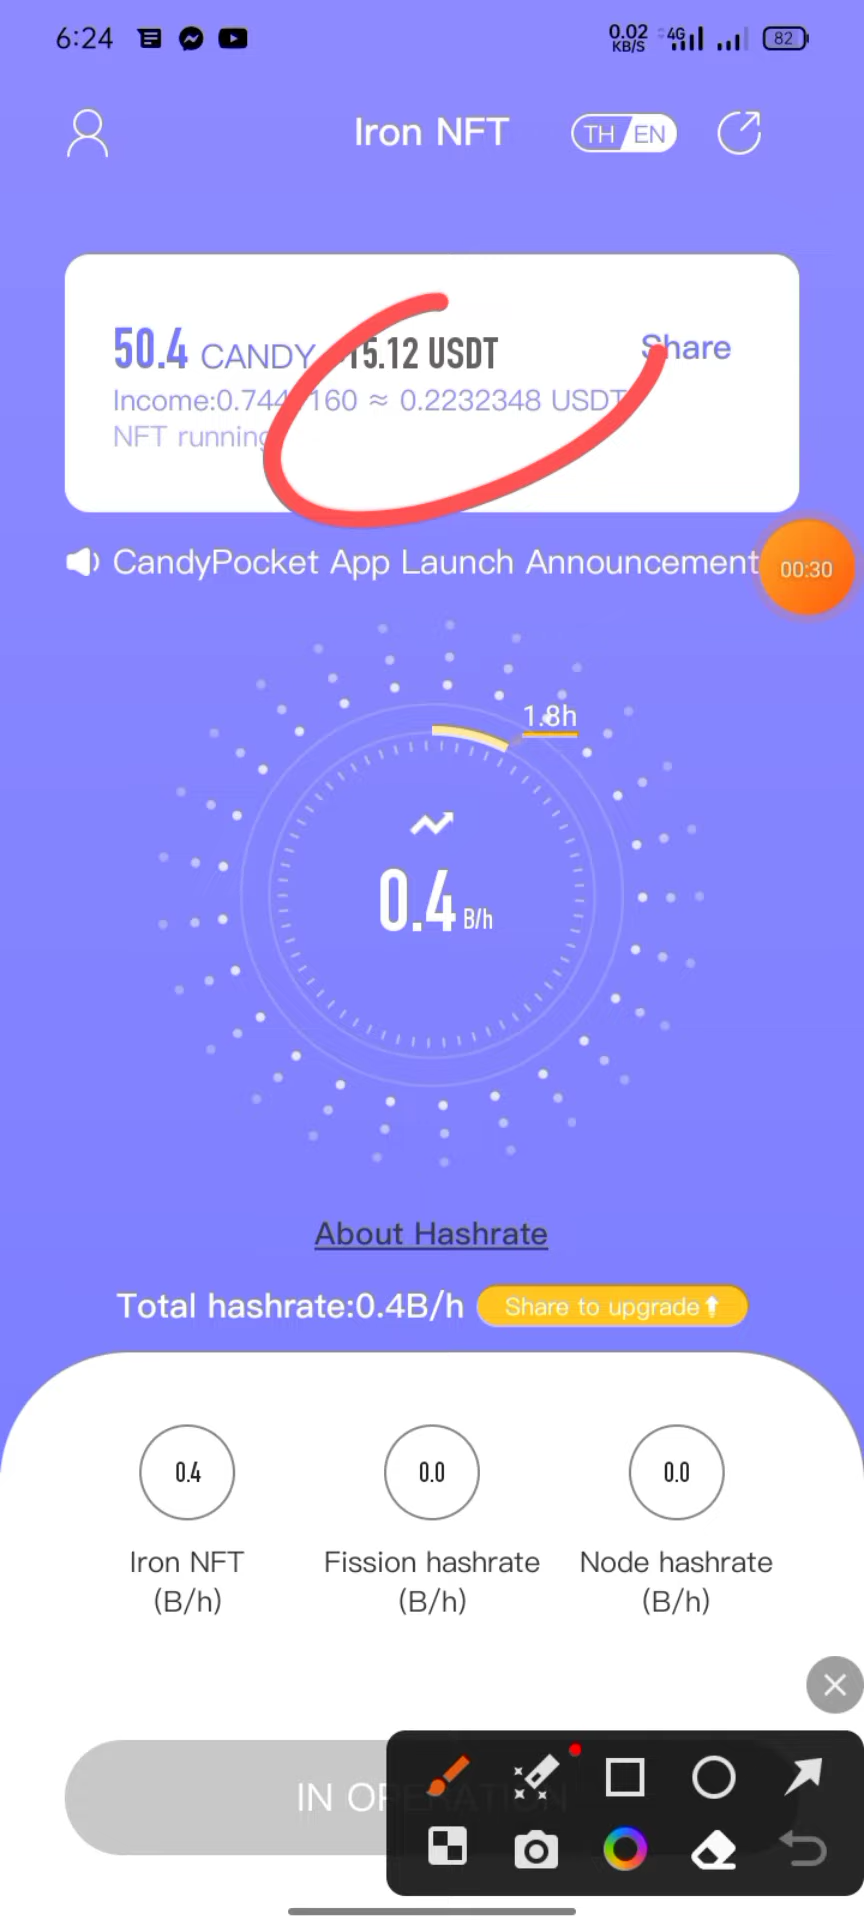 6:24
0.02
KB/S
4G
82
Iron NFT
TH/EN
50.4 CANDY 15.12 USDT
Share
Income:0.744 160 ≈ 0.2232348 USDT
NFT running
CandyPocket App Launch Announcement
00:30
1.8h
0.4 B/h
About Hashrate
Total hashrate:0.4B/h
Share to upgrade
0.4
0.0
0.0
Iron NFT
(B/h)
Fission hashrate
(B/h)
Node hashrate
(B/h)
IN OPERATION